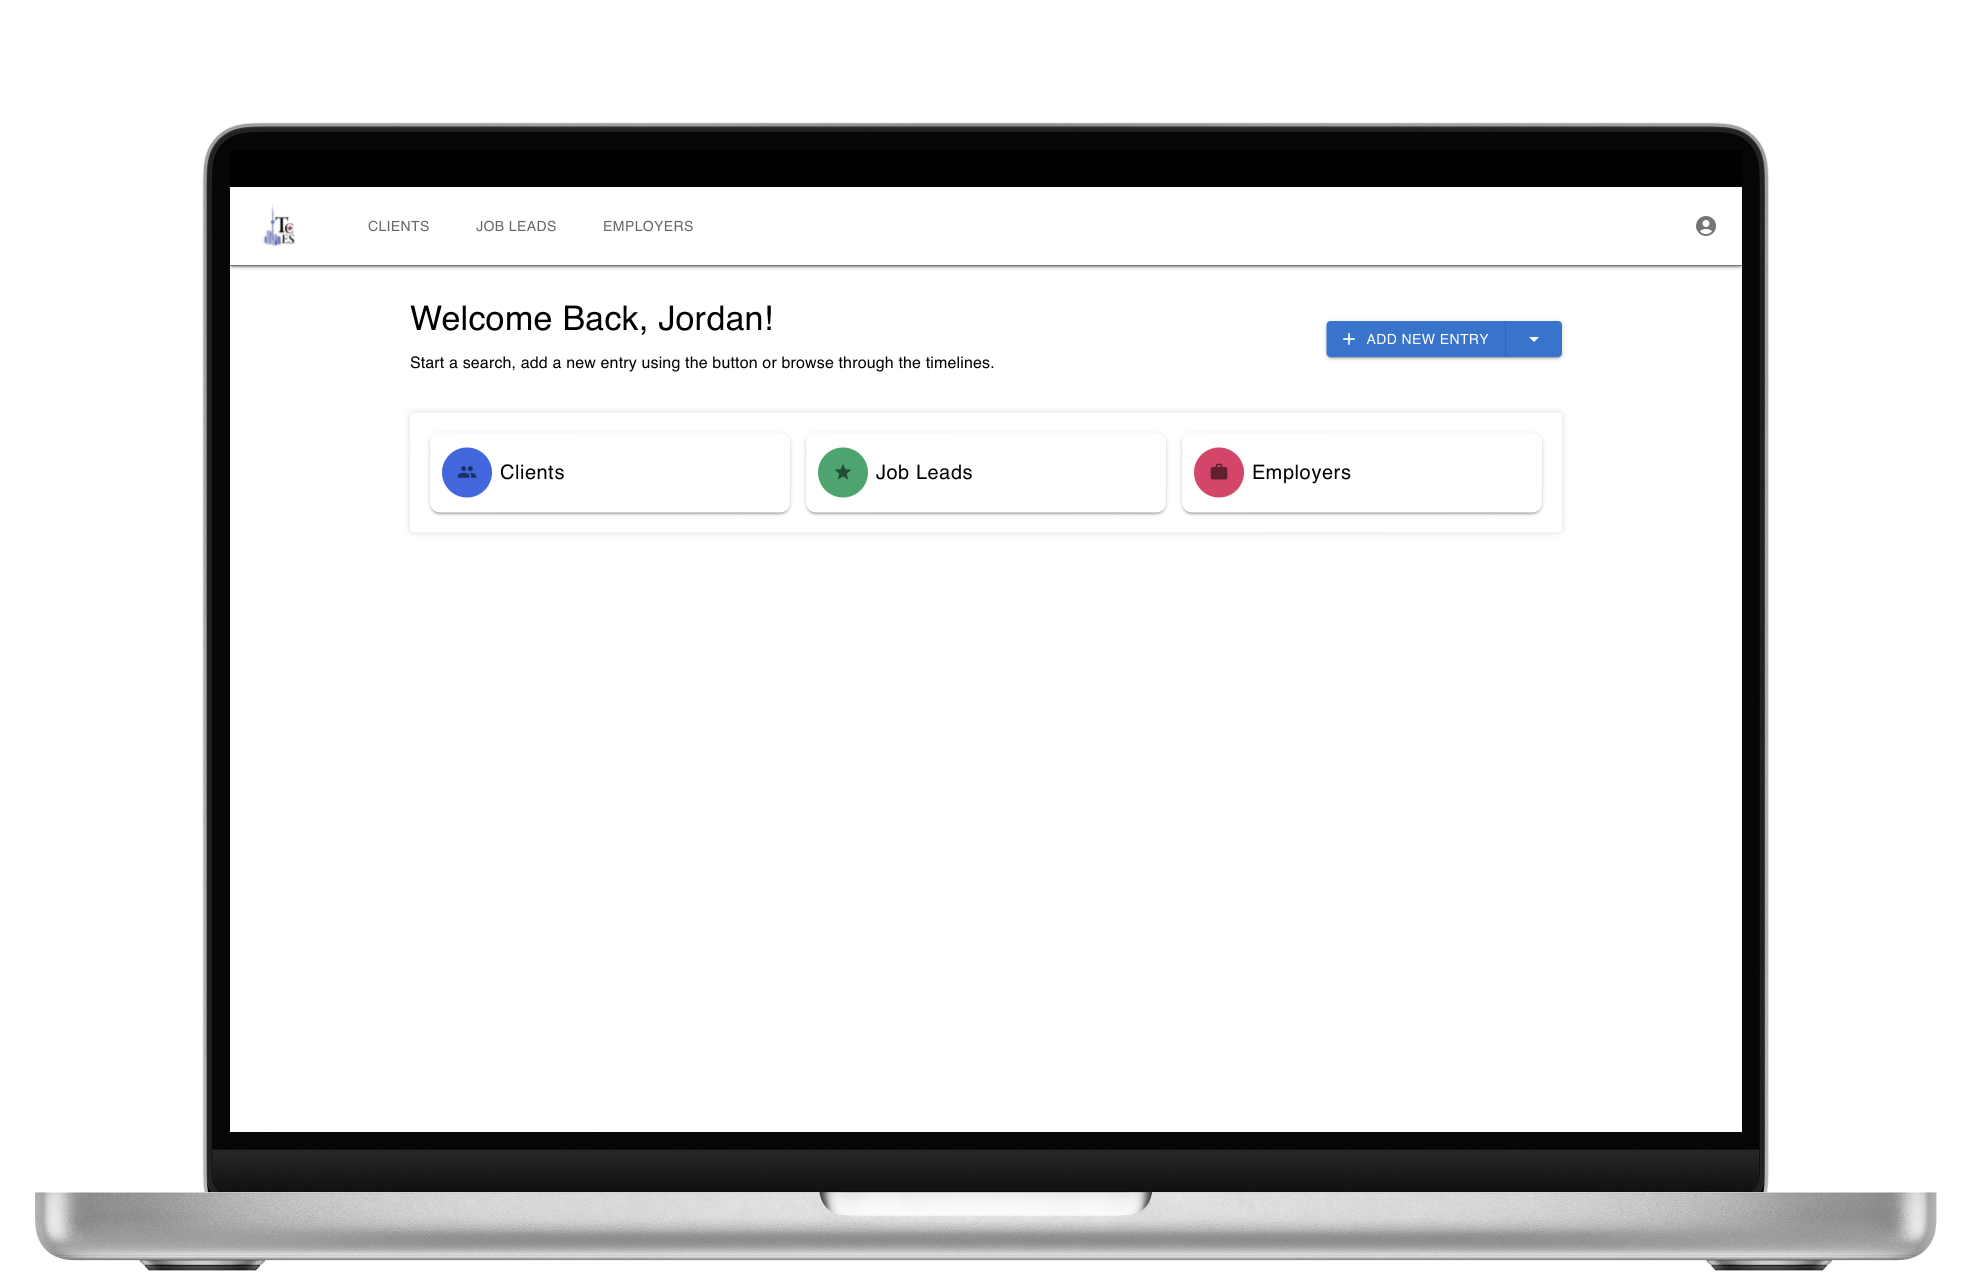 TC
ES
CLIENTS
JOB LEADS
EMPLOYERS
Welcome Back, Jordan!
Start a search, add a new entry using the button or browse through the timelines.
ADD NEW ENTRY
Clients
Job Leads
Employers